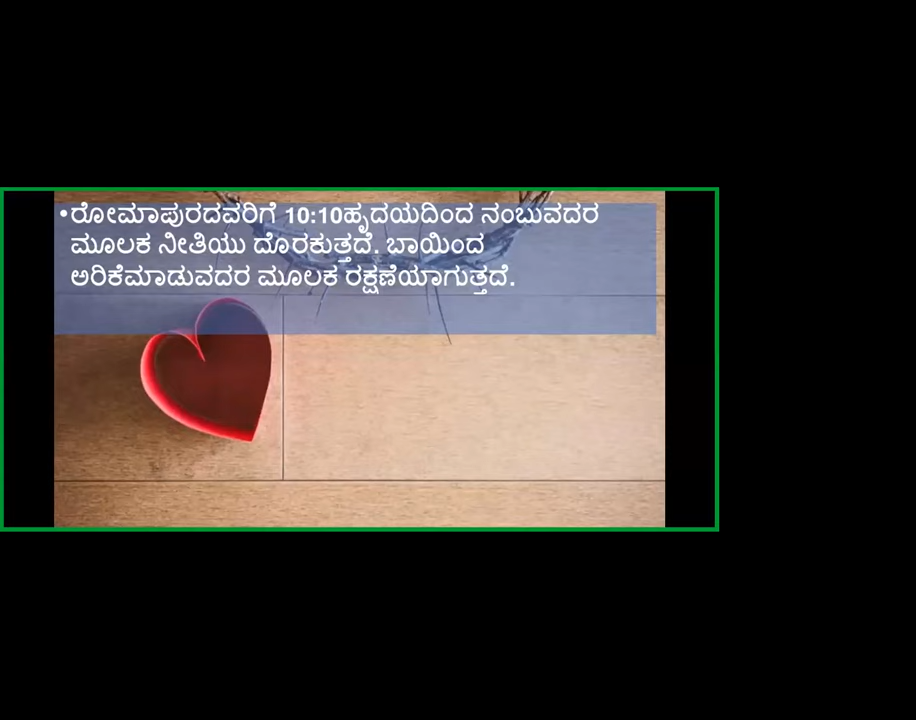 •ರೋಮಾಪುರದವರಿಗೆ 10:10ಹೃದಯದಿಂದ ನಂಬುವದರ
ಮೂಲಕ ನೀತಿಯು ದೊರಕುತ್ತದೆ. ಬಾಯಿಂದ
ಅರಿಕೆಮಾಡುವದರ ಮೂಲಕ ರಕ್ಷಣೆಯಾಗುತ್ತದೆ.